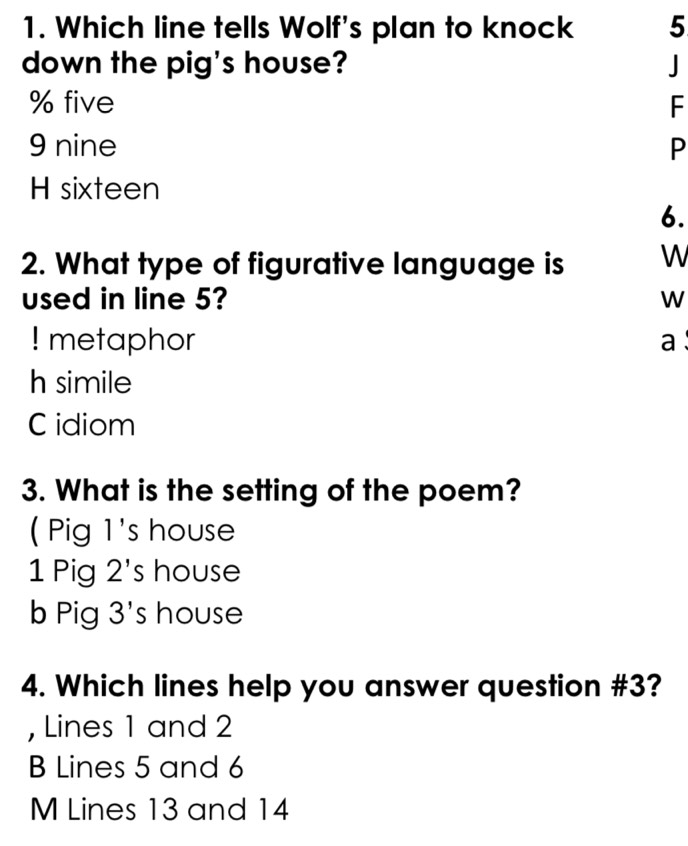 1. Which line tells Wolf's plan to knock
down the pig's house?
% five
9 nine
H sixteen
2. What type of figurative language is
used in line 5?
! metaphor
h simile
C idiom
3. What is the setting of the poem?
( Pig 1's house
1 Pig 2's house
b Pig 3's house
4. Which lines help you answer question #3?
, Lines 1 and 2
B Lines 5 and 6
M Lines 13 and 14
5
J
F
P
6.
W
w
a